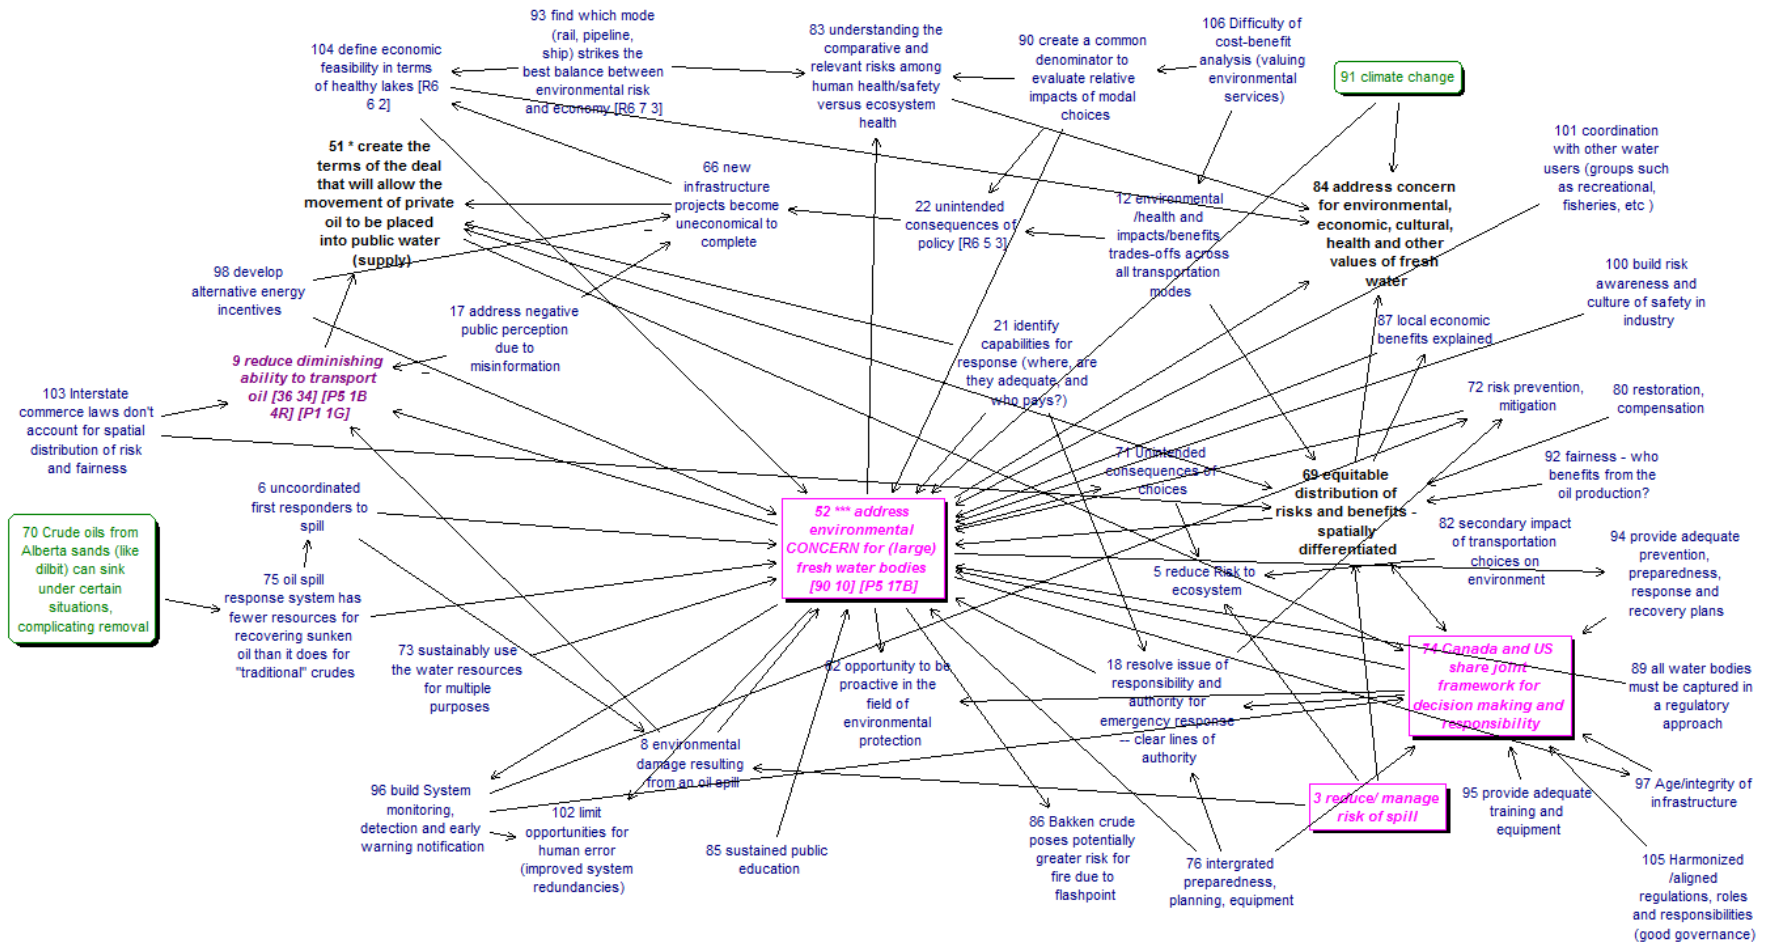 93 find which mode
(rail, pipeline,
ship) strikes the
best balance between
environmental risk
and economy [R6 7 3]
83 understanding the
comparative and
relevant risks among
human health/safety
versus ecosystem
health
106 Difficulty of
cost-benefit
analysis (valuing
environmental
services)
90 create a common
denominator to
evaluate relative
impacts of modal
choices
104 define economic
feasibility in terms
of healthy lakes [R6
6 2]
91 climate change
101 coordination
with other water
users (groups such
as recreational,
fisheries, etc )
51 * create the
terms of the deal
that will allow the
movement of private
oil to be placed
into public water
(supply)
66 new
infrastructure
projects become
uneconomical to
complete
22 unintended
consequences of
policy [R6 5 3]
12 environmental
/health and
impacts/benefits
trades-offs across
all transportation
modes
84 address concern
for environmental,
economic, cultural,
health and other
values of fresh
water
98 develop
alternative energy
incentives
100 build risk
awareness and
culture of safety in
industry
17 address negative
public perception
due to
misinformation
21 identify
capabilities for
response (where, are
they adequate, and
who pays?)
87 local economic
benefits explained
9 reduce diminishing
ability to transport
oil [36 34] [P5 1B
4R] [P1 1G]
103 Interstate
commerce laws don't
account for spatial
distribution of risk
and fairness
72 risk prevention,
mitigation
80 restoration,
compensation
71 Unintended
consequences of
choices
92 fairness - who
benefits from the
oil production?
69 equitable
distribution of
risks and benefits -
spatially
differentiated
6 uncoordinated
first responders to
spill
52 *** address
environmental
CONCERN for (large)
fresh water bodies
[90 10] [P5 17B]
70 Crude oils from
Alberta sands (like
dilbit) can sink
under certain
situations,
complicating removal
82 secondary impact
of transportation
choices on
environment
94 provide adequate
prevention,
preparedness,
response and
recovery plans
5 reduce Risk to
ecosystem
75 oil spill
response system has
fewer resources for
recovering sunken
oil than it does for
"traditional" crudes
73 sustainably use
the water resources
for multiple
purposes
62 opportunity to be
proactive in the
field of
environmental
protection
18 resolve issue of
responsibility and
authority for
emergency response
-- clear lines of
authority
74 Canada and US
share joint
framework for
decision making and
responsibility
89 all water bodies
must be captured in
a regulatory
approach
8 environmental
damage resulting
from an oil spill
96 build System
monitoring,
detection and early
warning notification
102 limit
opportunities for
human error
(improved system
redundancies)
85 sustained public
education
86 Bakken crude
poses potentially
greater risk for
fire due to
flashpoint
76 intergrated
preparedness,
planning, equipment
3 reduce/ manage
risk of spill
95 provide adequate
training and
equipment
97 Age/integrity of
infrastructure
105 Harmonized
/aligned
regulations, roles
and responsibilities
(good governance)